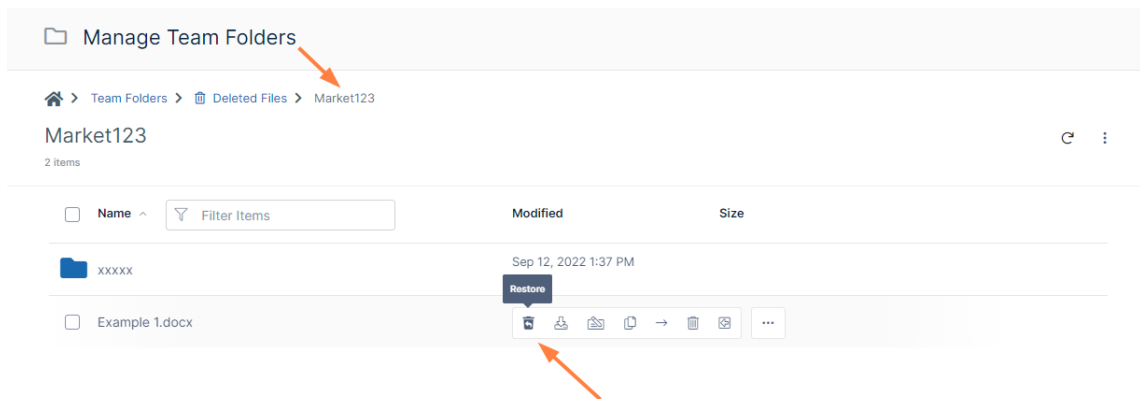 Manage Team Folders
Team Folders > Deleted Files > Market123
Market123
2 items
Name Filter Items Modified Size
xxxxx Sep 12, 2022 1:37 PM
Restore
Example 1.docx